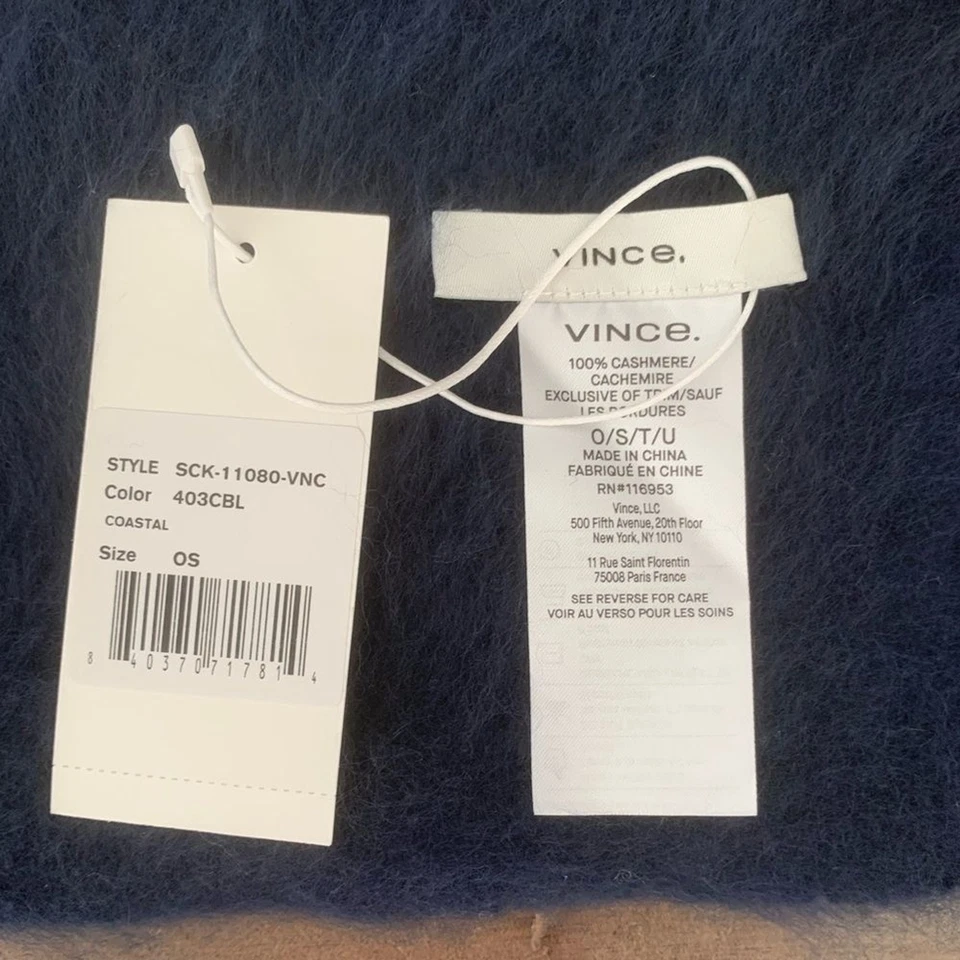 STYLE SCK-11080-VNC
Color 403CBL
COASTAL
Size OS
8 40370 71781 4
VINCE.
VINCE.
100% CASHMERE/
CACHEMIRE
EXCLUSIVE OF TRIM/SAUF
LES BORDURES
O/S/T/U
MADE IN CHINA
FABRIQUÉ EN CHINE
RN#116953
Vince, LLC
500 Fifth Avenue, 20th Floor
New York, NY 10110
11 Rue Saint Florentin
75008 Paris France
SEE REVERSE FOR CARE
VOIR AU VERSO POUR LES SOINS